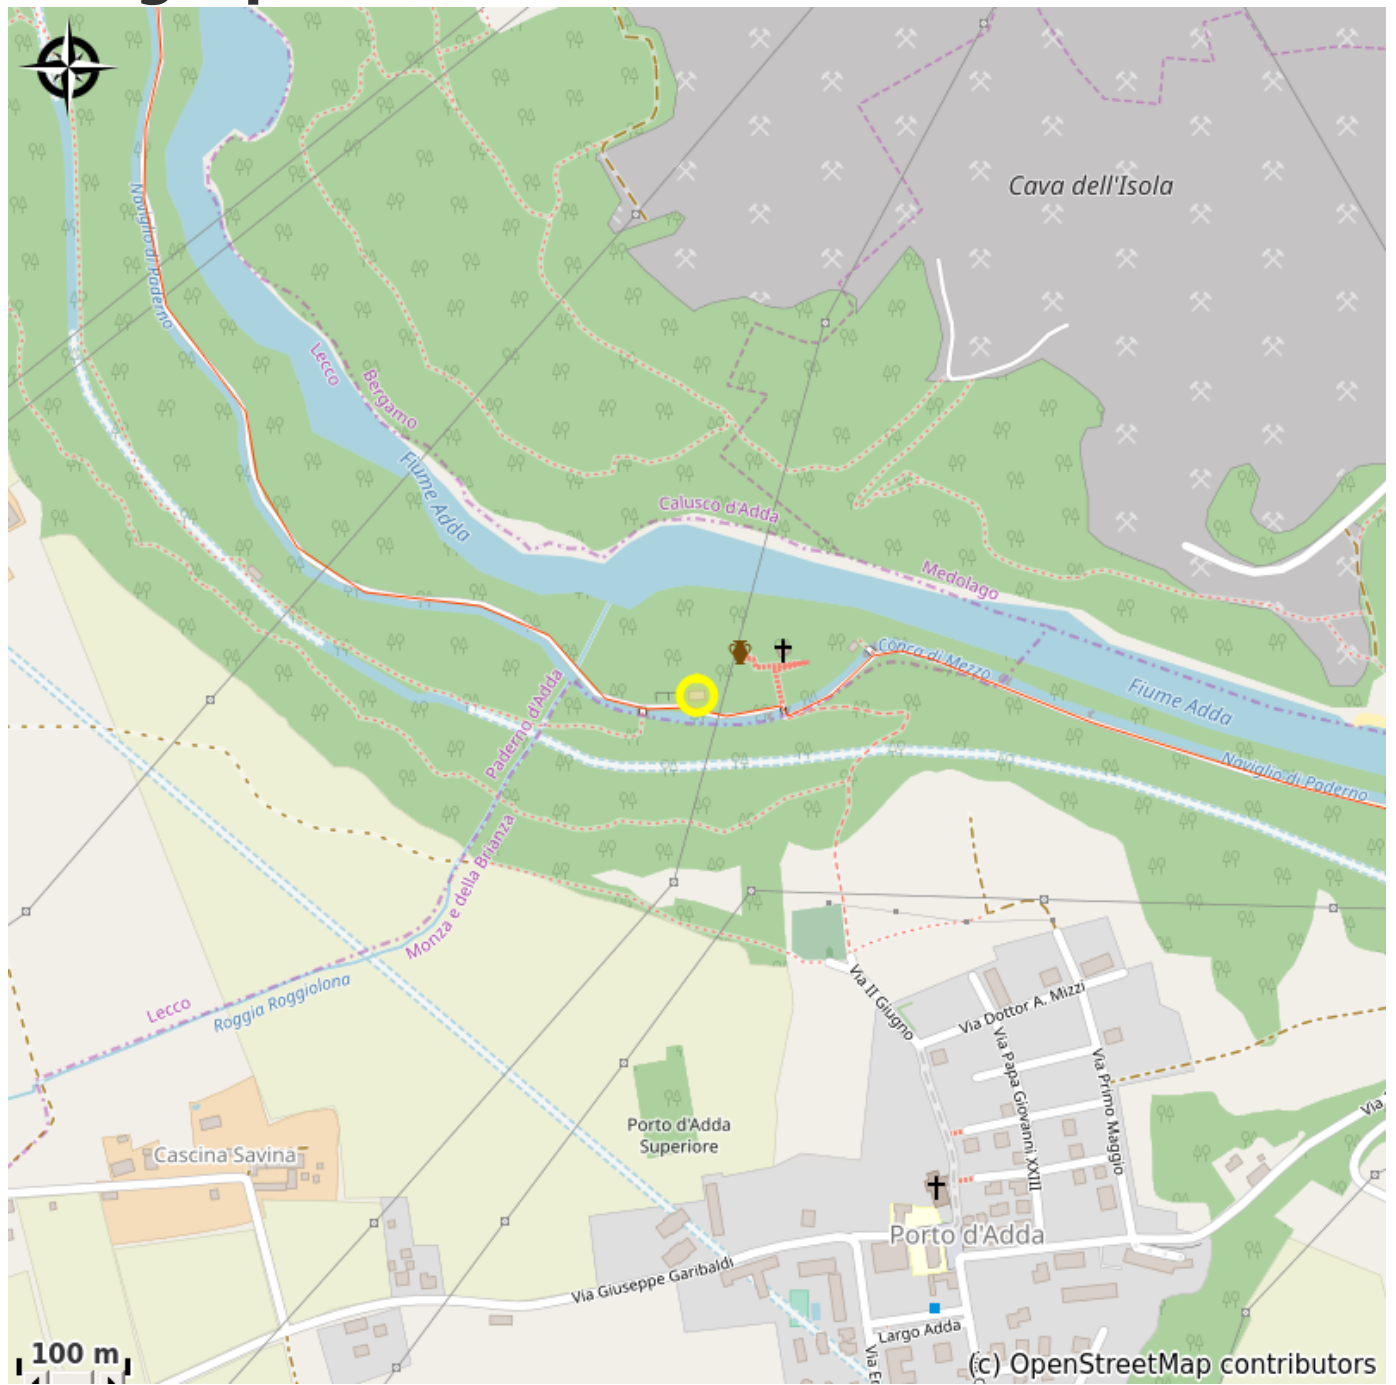 Cava dell'Isola
Naviglio di Paderno
Lecco
Bergamo
Fiume Adda
Calusco d'Adda
Medolago
Conca di Mezzo
Fiume Adda
Paderno d'Adda
Naviglio di Paderno
Monza e della Brianza
Lecco
Roggia Roggiolona
Via II Giugno
Via Dottor A. Mizzi
Via Papa Giovanni XXIII
Via Primo Maggio
Via
Porto d'Adda
Superiore
Cascina Savina
Porto d'Adda
Via Giuseppe Garibaldi
Largo Adda
100 m
(c) OpenStreetMap contributors